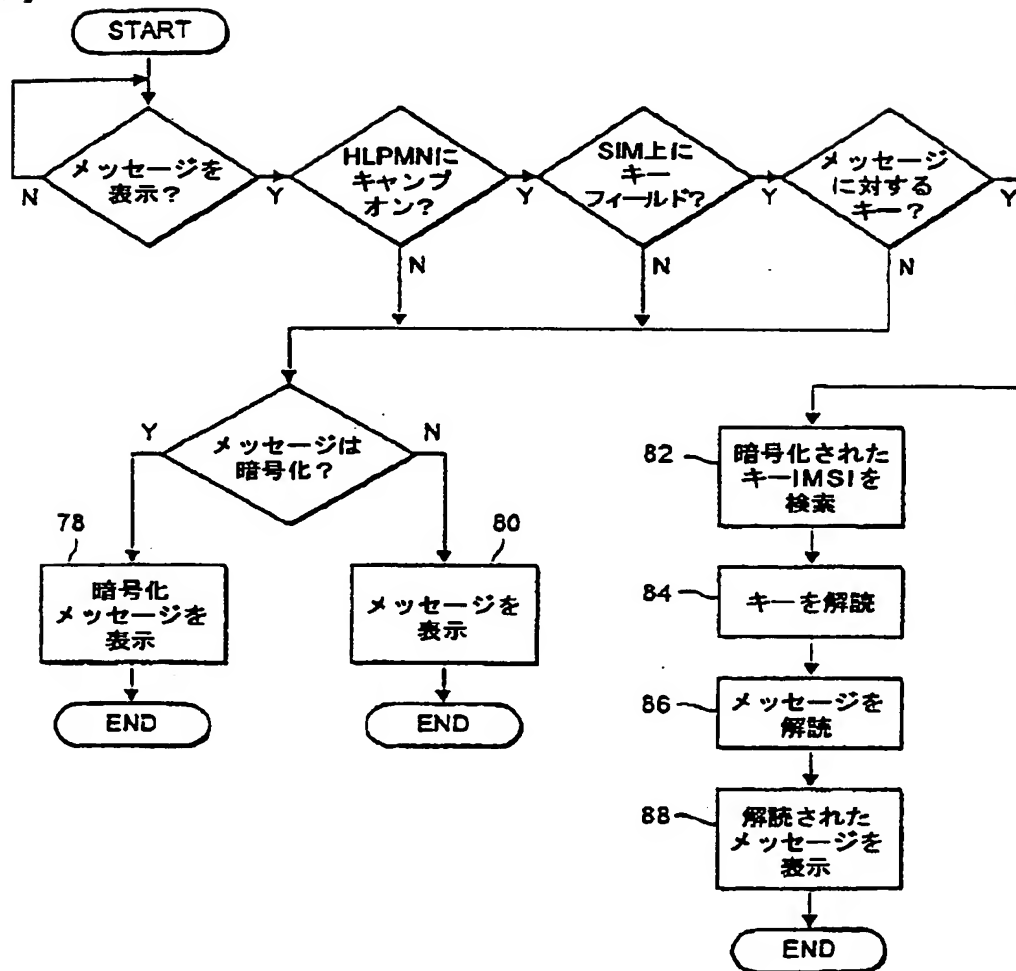 START
メッセージを
表示?
N
Y
HLPMNに
キャンプ
オン?
Y
N
SIM上に
キー
フィールド?
Y
N
メッセージ
に対する
キー?
Y
N
メッセージは
暗号化?
Y
N
78
暗号化
メッセージを
表示
END
80
メッセージを
表示
END
82
暗号化された
キーIMSIを
検索
84
キーを解読
86
メッセージを
解読
88
解読された
メッセージを
表示
END